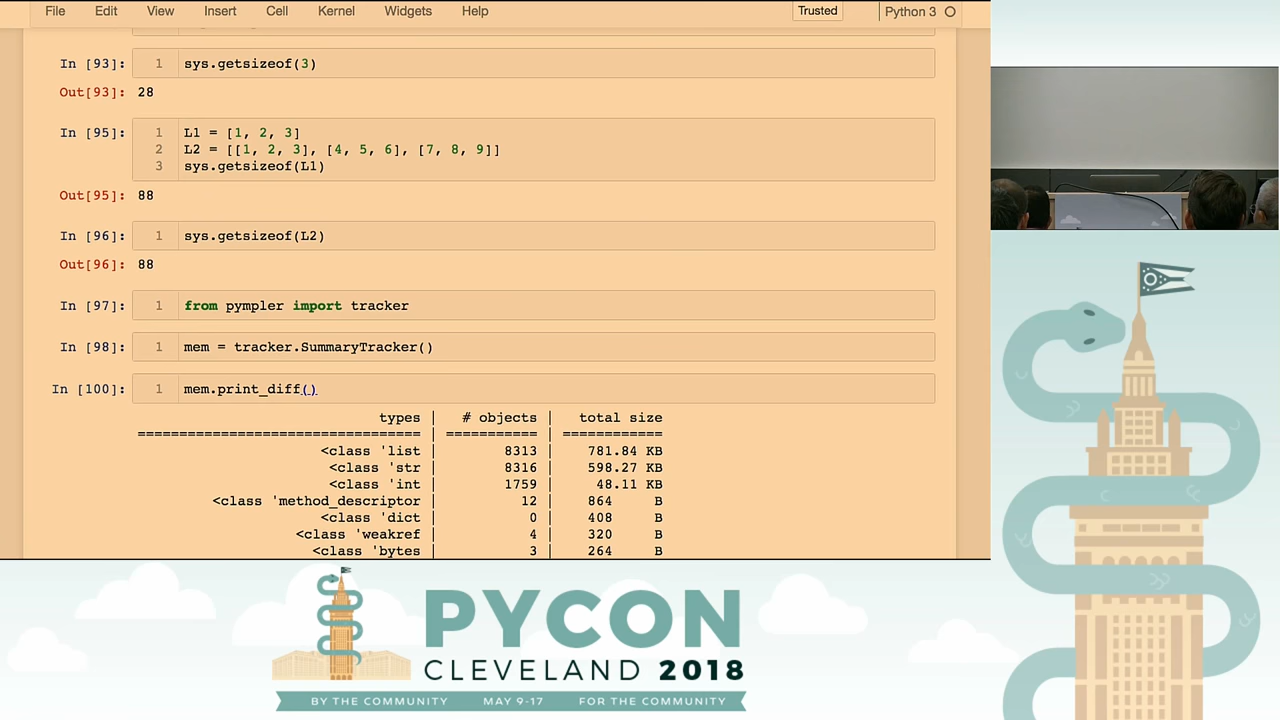 File Edit View Insert Cell Kernel Widgets Help Trusted Python 3
In [93]: 1 sys.getsizeof(3)
Out[93]: 28
In [95]: 1 L1 = [1, 2, 3]
2 L2 = [[1, 2, 3], [4, 5, 6], [7, 8, 9]]
3 sys.getsizeof(L1)
Out[95]: 88
In [96]: 1 sys.getsizeof(L2)
Out[96]: 88
In [97]: 1 from pympler import tracker
In [98]: 1 mem = tracker.SummaryTracker()
In [100]: 1 mem.print_diff()
types | # objects | total size
================================== | =========== | ============
<class 'list | 8313 | 781.84 KB
<class 'str | 8316 | 598.27 KB
<class 'int | 1759 | 48.11 KB
<class 'method_descriptor | 12 | 864 B
<class 'dict | 0 | 408 B
<class 'weakref | 4 | 320 B
<class 'bytes | 3 | 264 B
PYCON
CLEVELAND 2018
BY THE COMMUNITY MAY 9-17 FOR THE COMMUNITY